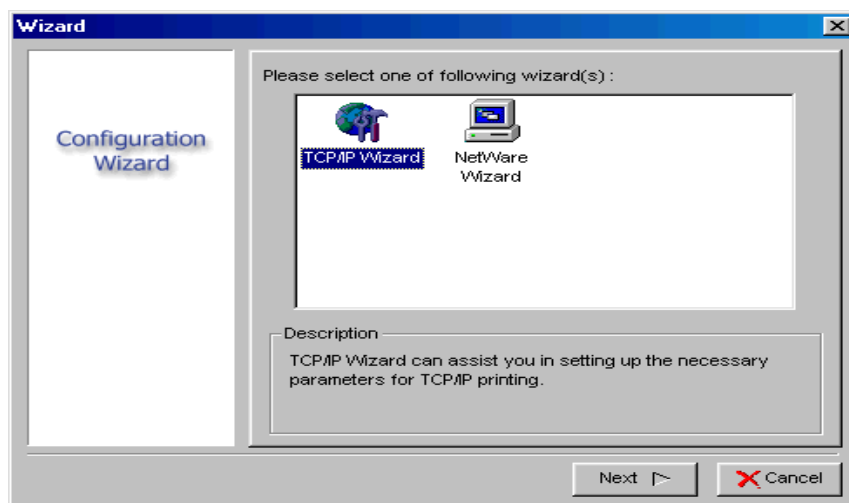 Wizard
Configuration
Wizard
Please select one of following wizard(s) :
TCP/IP Wizard
NetWare
Wizard
Description
TCP/IP Wizard can assist you in setting up the necessary
parameters for TCP/IP printing.
Next
Cancel